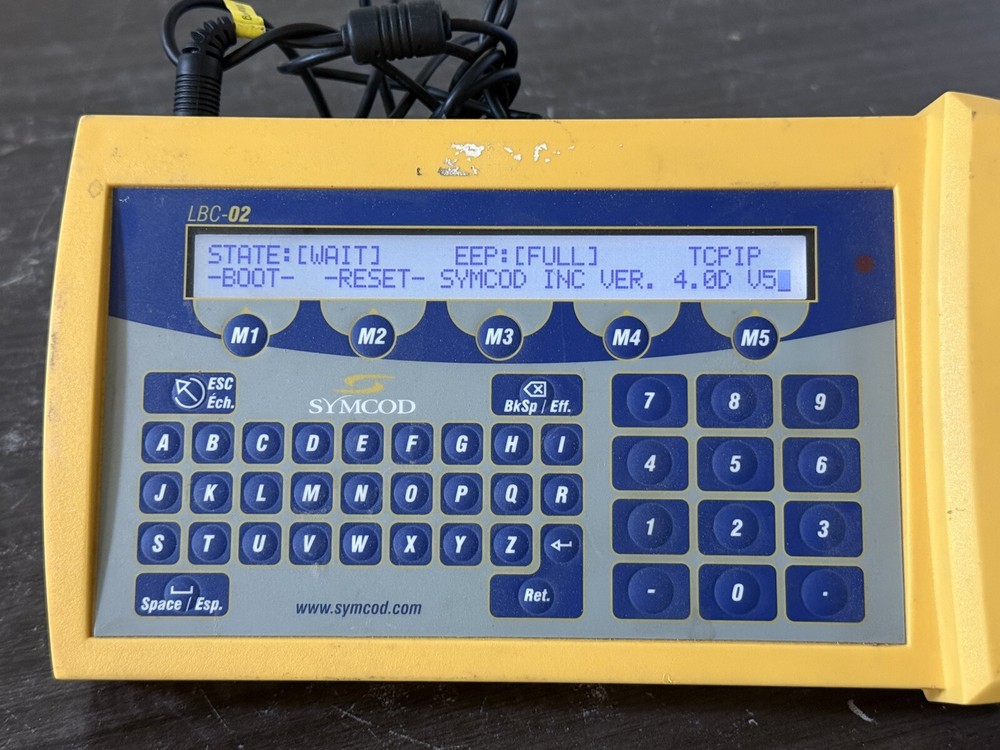 LBC-02
STATE:[WAIT] EEP:[FULL] TCPIP
-BOOT- -RESET- SYMCOD INC VER. 4.0D V5
M1 M2 M3 M4 M5
ESC
Éch.
SYMCOD
BkSp / Eff.
7 8 9
A B C D E F G H I
4 5 6
J K L M N O P Q R
1 2 3
S T U V W X Y Z
Space / Esp.
www.symcod.com
Ret.
- 0 .